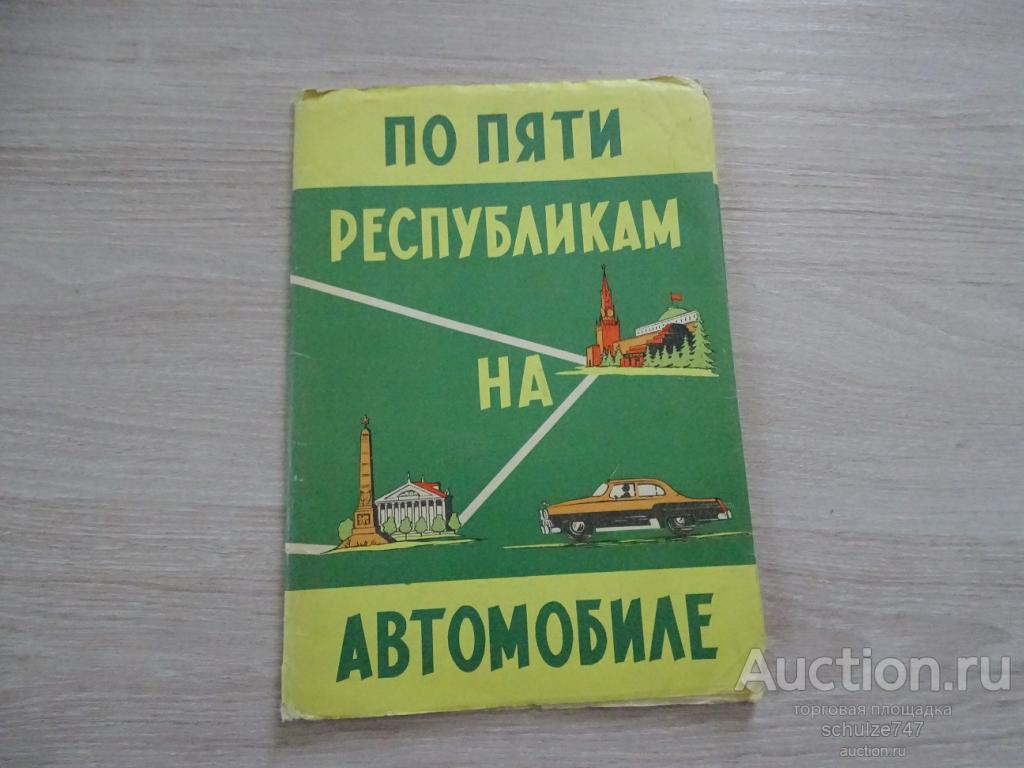 ПО ПЯТИ
РЕСПУБЛИКАМ
НА
АВТОМОБИЛЕ
Auction.ru
торговая площадка
schulze747
auction.ru